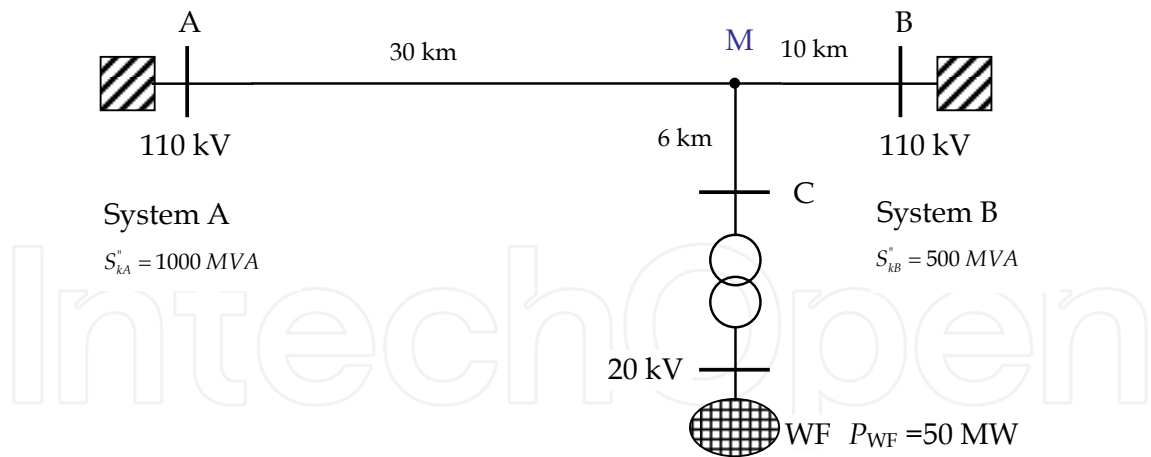 A
B
M
30 km
10 km
6 km
110 kV
110 kV
C
System A
System B
S"kA = 1000 MVA
S"kB = 500 MVA
IntechOpen
20 kV
WF PWF =50 MW